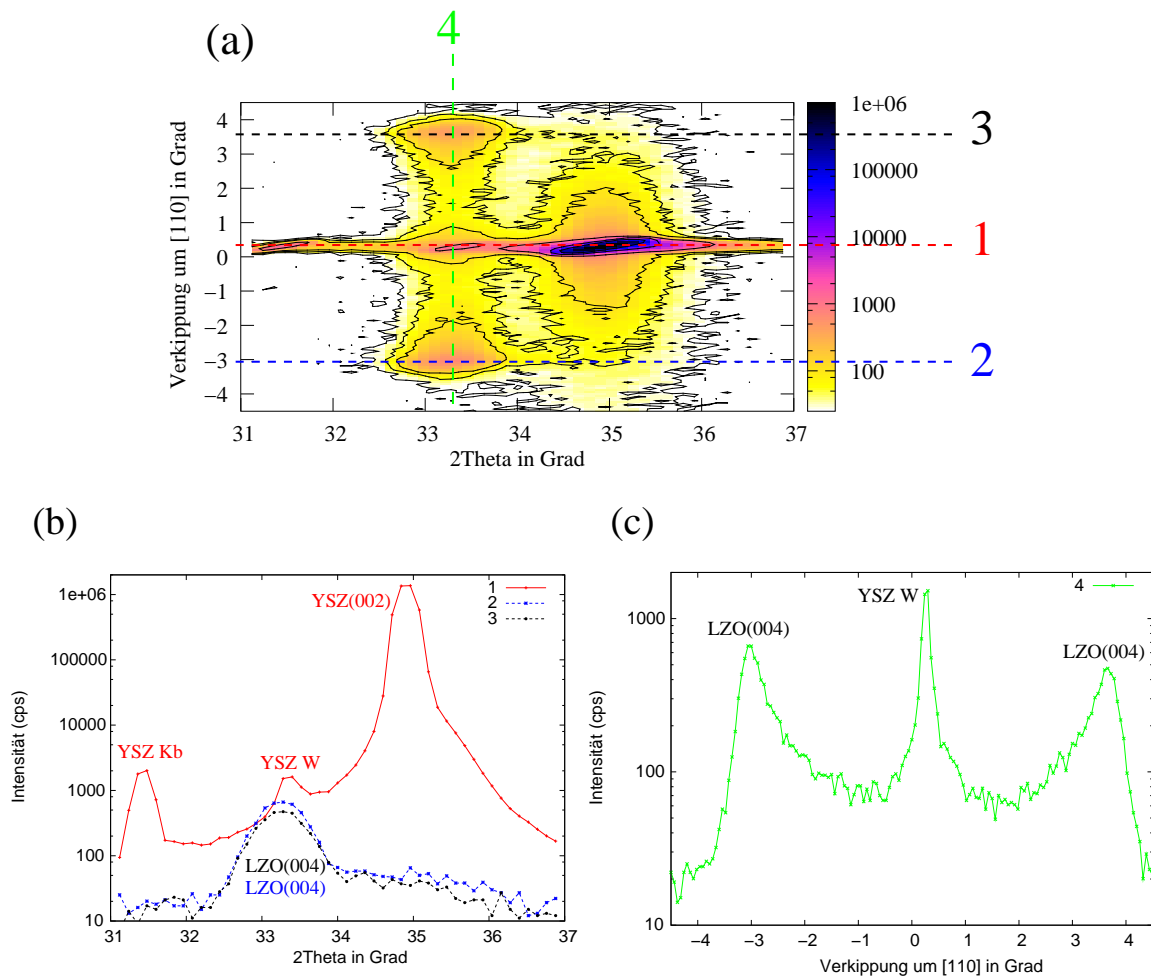 (a)
4
Verkippung um [110] in Grad
4
3
2
1
0
−1
−2
−3
−4
31
32
33
34
35
36
37
2Theta in Grad
1e+06
100000
10000
1000
100
3
1
2
(b)
Intensität (cps)
1e+06
100000
10000
1000
100
10
YSZ(002)
YSZ Kb
YSZ W
LZO(004)
LZO(004)
1
2
3
31
32
33
34
35
36
37
2Theta in Grad
(c)
Intensität (cps)
1000
100
10
4
YSZ W
LZO(004)
LZO(004)
−4
−3
−2
−1
0
1
2
3
4
Verkippung um [110] in Grad